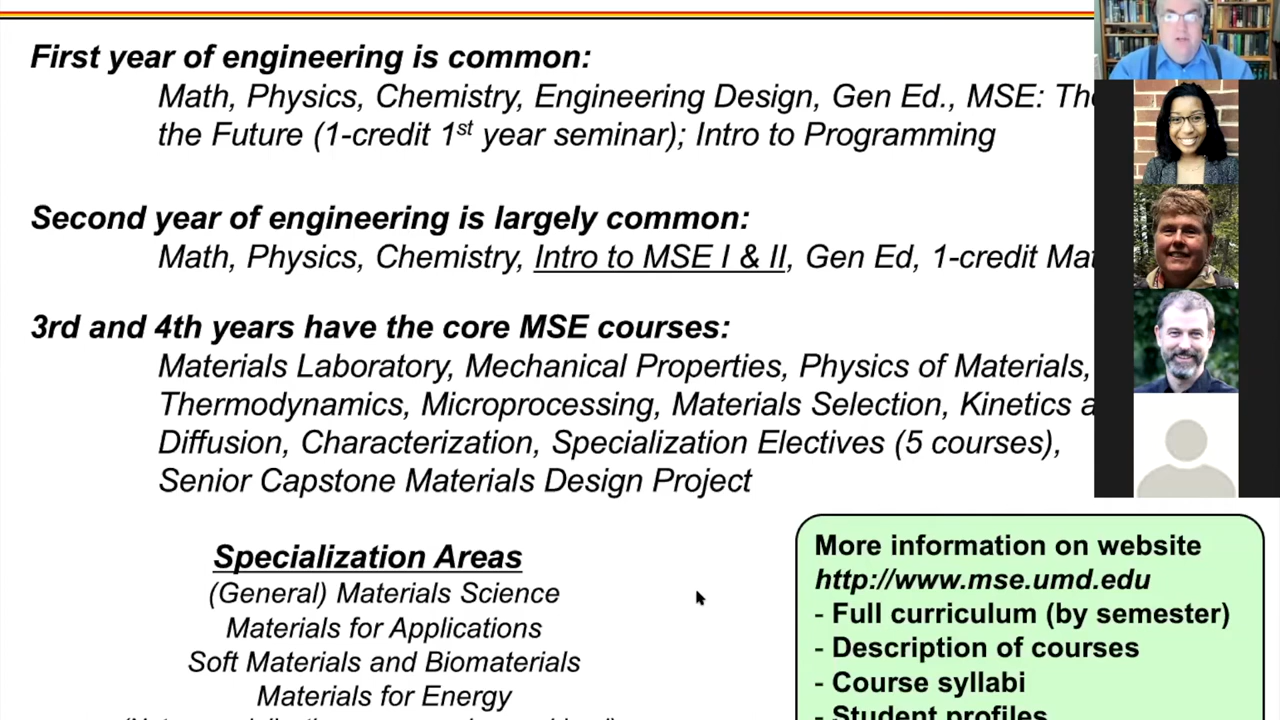 First year of engineering is common:
Math, Physics, Chemistry, Engineering Design, Gen Ed., MSE:
the Future (1-credit 1st year seminar); Intro to Programming
Second year of engineering is largely common:
Math, Physics, Chemistry, Intro to MSE I & II, Gen Ed, 1-credit
3rd and 4th years have the core MSE courses:
Materials Laboratory, Mechanical Properties, Physics of Materials,
Thermodynamics, Microprocessing, Materials Selection, Kinetics
Diffusion, Characterization, Specialization Electives (5 courses),
Senior Capstone Materials Design Project
Specialization Areas
(General) Materials Science
Materials for Applications
Soft Materials and Biomaterials
Materials for Energy
More information on website
http://www.mse.umd.edu
- Full curriculum (by semester)
- Description of courses
- Course syllabi
- Student profiles